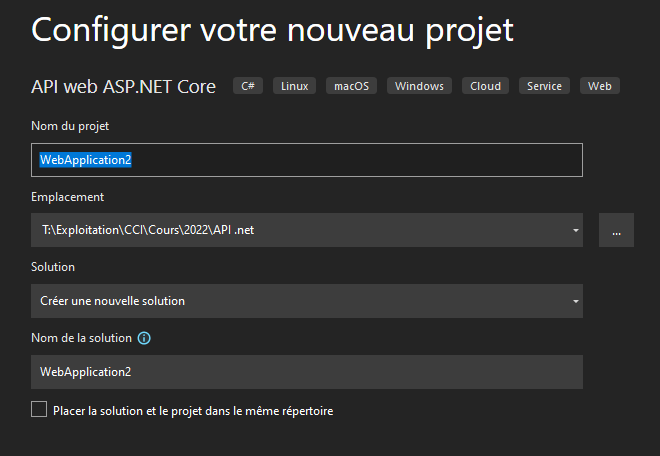 Configurer votre nouveau projet
API web ASP.NET Core C# Linux macOS Windows Cloud Service Web
Nom du projet
WebApplication2
Emplacement
T:\Exploitation\CCI\Cours\2022\API .net
...
Solution
Créer une nouvelle solution
Nom de la solution
WebApplication2
Placer la solution et le projet dans le même répertoire